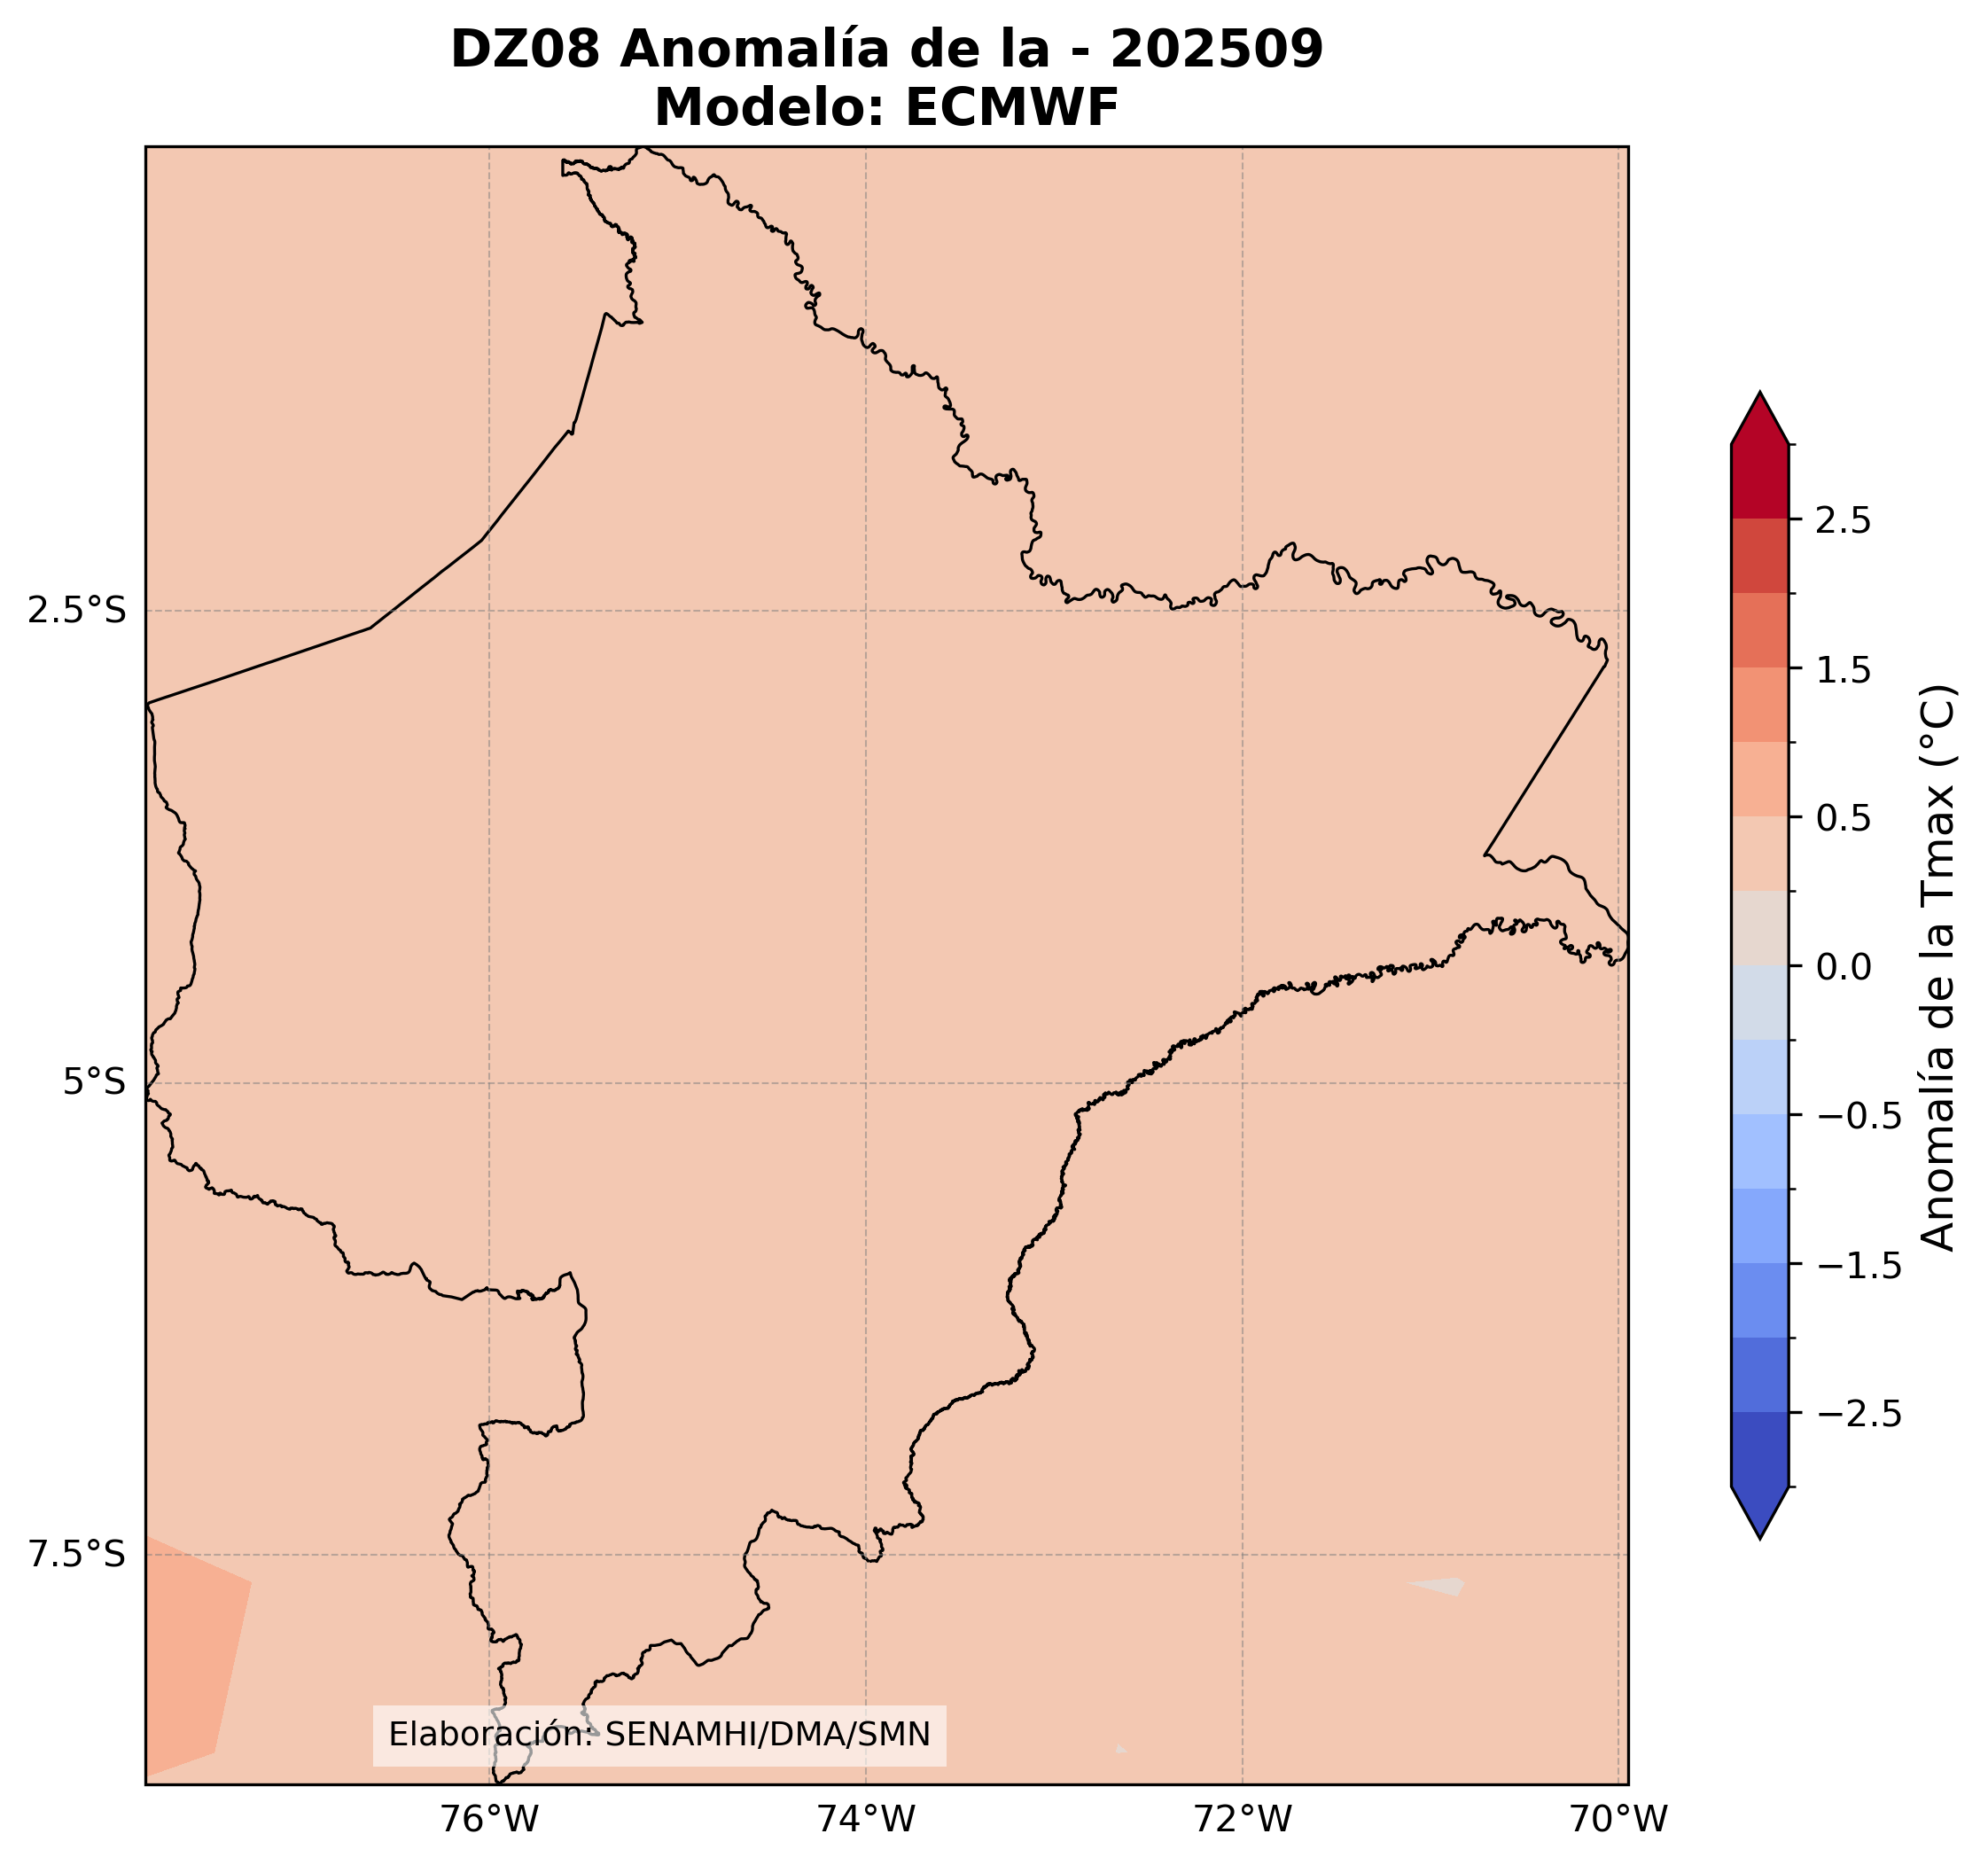 DZ08 Anomalía de la - 202509
Modelo: ECMWF
2.5°S
5°S
7.5°S
76°W
74°W
72°W
70°W
Elaboración: SENAMHI/DMA/SMN
2.5
1.5
0.5
0.0
−0.5
−1.5
−2.5
Anomalía de la Tmax (°C)